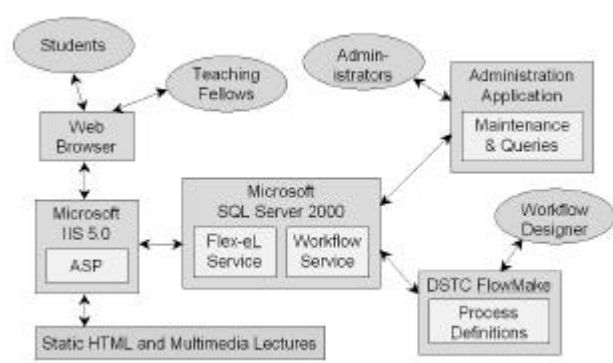 Students
Teaching
Fellows
Admin-
istrators
Administration
Application
Maintenance
& Queries
Web
Browser
Microsoft
SQL Server 2000
Flex-eL
Service
Workflow
Service
Microsoft
IIS 5.0
ASP
Workflow
Designer
DSTC FlowMake
Process
Definitions
Static HTML and Multimedia Lectures